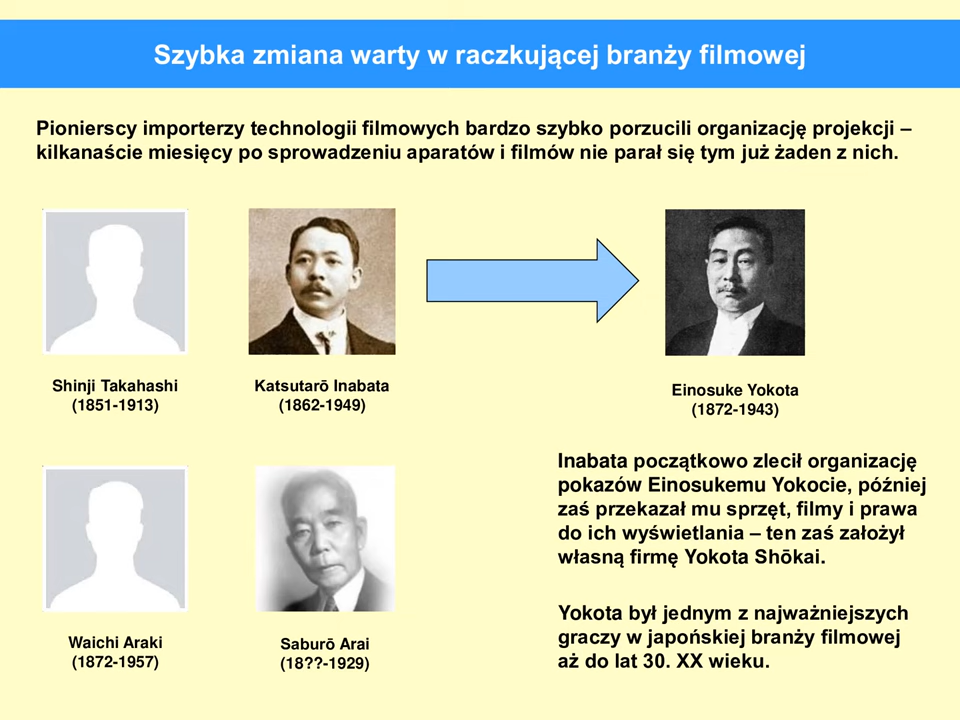 Szybka zmiana warty w raczkującej branży filmowej
Pionierscy importerzy technologii filmowych bardzo szybko porzucili organizację projekcji –
kilkanaście miesięcy po sprowadzeniu aparatów i filmów nie parał się tym już żaden z nich.
Shinji Takahashi
(1851-1913)
Katsutarō Inabata
(1862-1949)
Einosuke Yokota
(1872-1943)
Inabata początkowo zlecił organizację
pokazów Einosukemu Yokocie, później
zaś przekazał mu sprzęt, filmy i prawa
do ich wyświetlania – ten zaś założył
własną firmę Yokota Shōkai.
Yokota był jednym z najważniejszych
graczy w japońskiej branży filmowej
aż do lat 30. XX wieku.
Waichi Araki
(1872-1957)
Saburō Arai
(18??-1929)